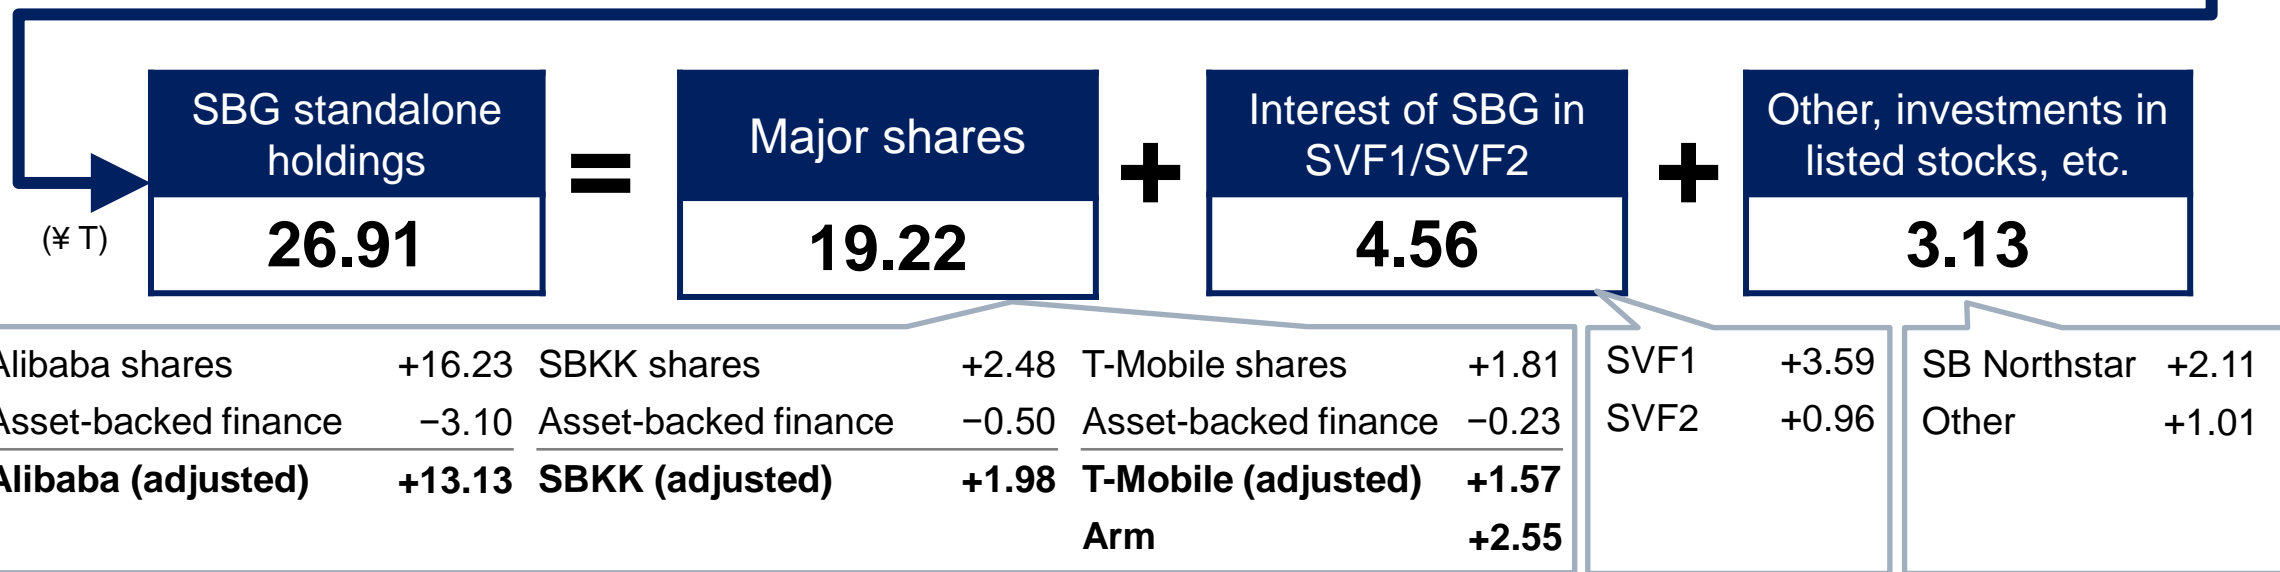 SBG standalone
holdings
=
Major shares
+
Interest of SBG in
SVF1/SVF2
+
Other, investments in
listed stocks, etc.
(¥ T)
26.91
19.22
4.56
3.13
Alibaba shares +16.23
Asset-backed finance −3.10
Alibaba (adjusted) +13.13
SBKK shares +2.48
Asset-backed finance −0.50
SBKK (adjusted) +1.98
T-Mobile shares +1.81
Asset-backed finance −0.23
T-Mobile (adjusted) +1.57
Arm +2.55
SVF1 +3.59
SVF2 +0.96
SB Northstar +2.11
Other +1.01